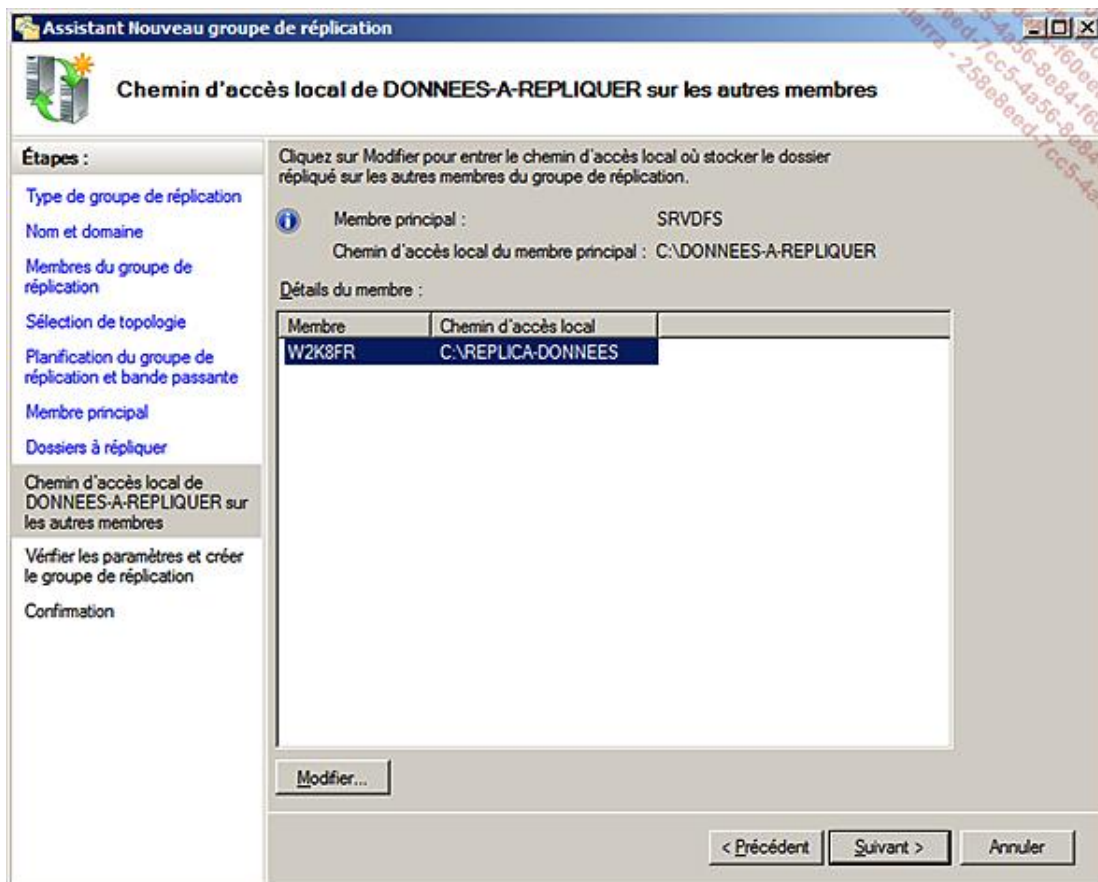 Assistant Nouveau groupe de réplication
Chemin d'accès local de DONNEES-A-REPLIQUER sur les autres membres
Étapes :
Type de groupe de réplication
Nom et domaine
Membres du groupe de
réplication
Sélection de topologie
Planification du groupe de
réplication et bande passante
Membre principal
Dossiers à répliquer
Chemin d'accès local de
DONNEES-A-REPLIQUER sur
les autres membres
Vérifier les paramètres et créer
le groupe de réplication
Confirmation
Cliquez sur Modifier pour entrer le chemin d'accès local où stocker le dossier
répliqué sur les autres membres du groupe de réplication.
Membre principal : SRVDFS
Chemin d'accès local du membre principal : C:\DONNEES-A-REPLIQUER
Détails du membre :
Membre Chemin d'accès local
W2K8FR C:\REPLICA-DONNEES
Modifier...
< Précédent Suivant > Annuler